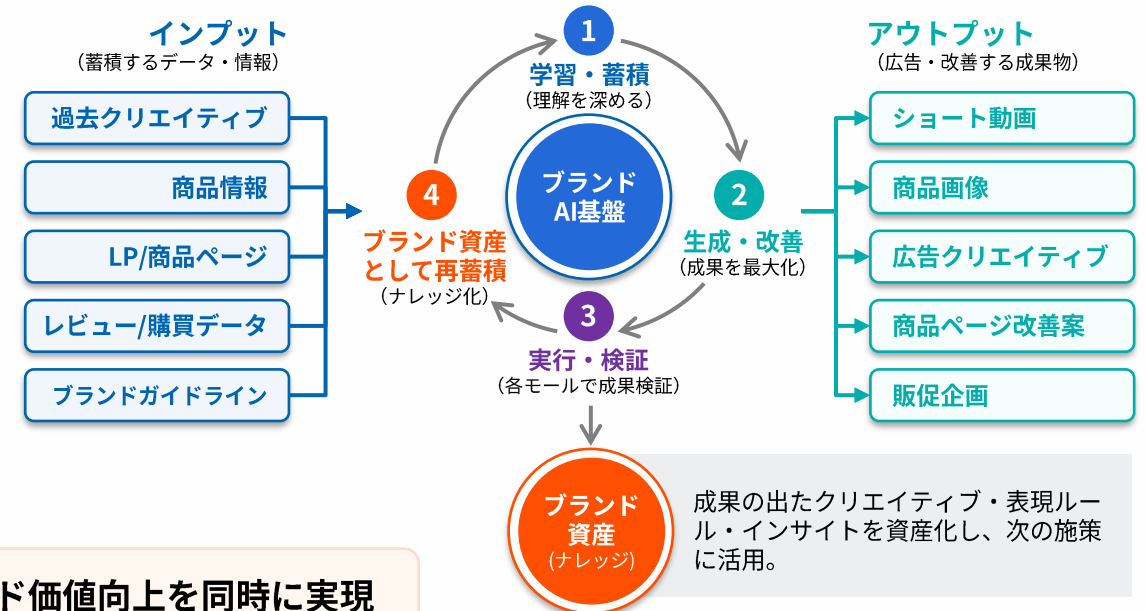 インプット
（蓄積するデータ・情報）
過去クリエイティブ
商品情報
LP/商品ページ
レビュー/購買データ
ブランドガイドライン
1
学習・蓄積
（理解を深める）
ブランド
AI基盤
2
生成・改善
（成果を最大化）
3
実行・検証
（各モールで成果検証）
4
ブランド資産
として再蓄積
（ナレッジ化）
アウトプット
（広告・改善する成果物）
ショート動画
商品画像
広告クリエイティブ
商品ページ改善案
販促企画
ブランド
資産
(ナレッジ)
成果の出たクリエイティブ・表現ルー
ル・インサイトを資産化し、次の施策
に活用。
ド価値向上を同時に実現